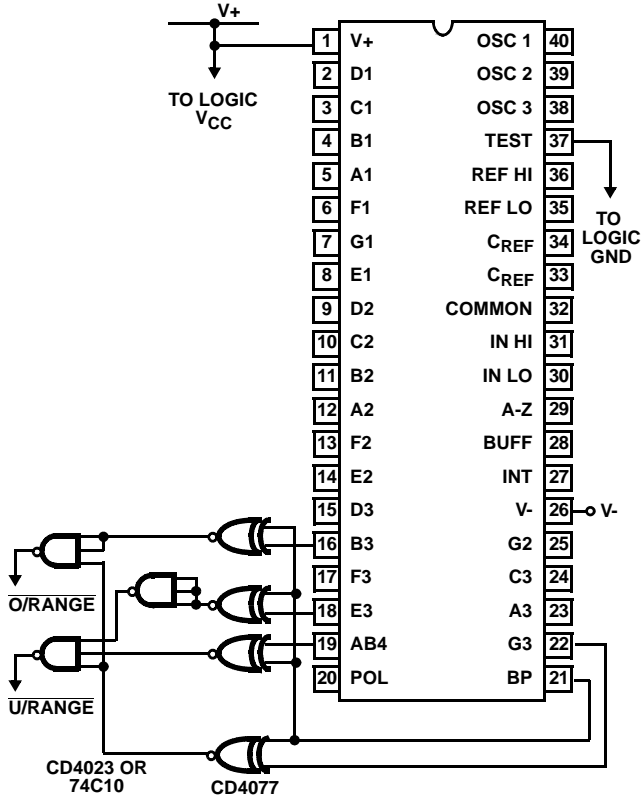 V+
TO LOGIC
VCC
1 V+
2 D1
3 C1
4 B1
5 A1
6 F1
7 G1
8 E1
9 D2
10 C2
11 B2
12 A2
13 F2
14 E2
15 D3
16 B3
17 F3
18 E3
19 AB4
20 POL
OSC 1 40
OSC 2 39
OSC 3 38
TEST 37
REF HI 36
REF LO 35
CREF 34
CREF 33
COMMON 32
IN HI 31
IN LO 30
A-Z 29
BUFF 28
INT 27
V- 26
G2 25
C3 24
A3 23
G3 22
BP 21
TO
LOGIC
GND
V-
O/RANGE
U/RANGE
CD4023 OR
74C10
CD4077